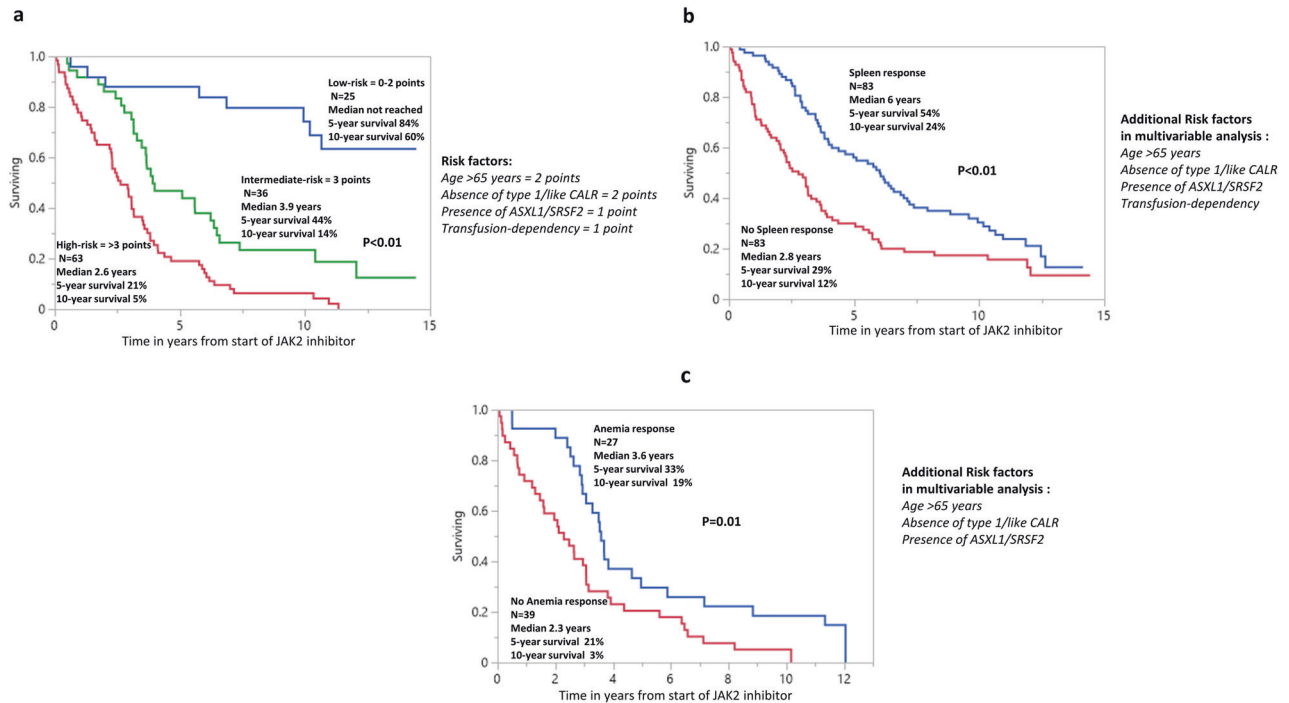 a
1.0
0.8
0.6
0.4
0.2
0
Surviving
0
5
10
15
Time in years from start of JAK2 inhibitor
Low-risk = 0-2 points
N=25
Median not reached
5-year survival 84%
10-year survival 60%
Intermediate-risk = 3 points
N=36
Median 3.9 years
5-year survival 44%
10-year survival 14%
P<0.01
High-risk = >3 points
N=63
Median 2.6 years
5-year survival 21%
10-year survival 5%
Risk factors:
Age >65 years = 2 points
Absence of type 1/like CALR = 2 points
Presence of ASXL1/SRSF2 = 1 point
Transfusion-dependency = 1 point
b
1.0
0.8
0.6
0.4
0.2
0
Surviving
0
5
10
15
Time in years from start of JAK2 inhibitor
Spleen response
N=83
Median 6 years
5-year survival 54%
10-year survival 24%
P<0.01
No Spleen response
N=83
Median 2.8 years
5-year survival 29%
10-year survival 12%
Additional Risk factors
in multivariable analysis :
Age >65 years
Absence of type 1/like CALR
Presence of ASXL1/SRSF2
Transfusion-dependency
c
1.0
0.8
0.6
0.4
0.2
0
Surviving
0
2
4
6
8
10
12
Time in years from start of JAK2 inhibitor
Anemia response
N=27
Median 3.6 years
5-year survival 33%
10-year survival 19%
P=0.01
No Anemia response
N=39
Median 2.3 years
5-year survival 21%
10-year survival 3%
Additional Risk factors
in multivariable analysis :
Age >65 years
Absence of type 1/like CALR
Presence of ASXL1/SRSF2